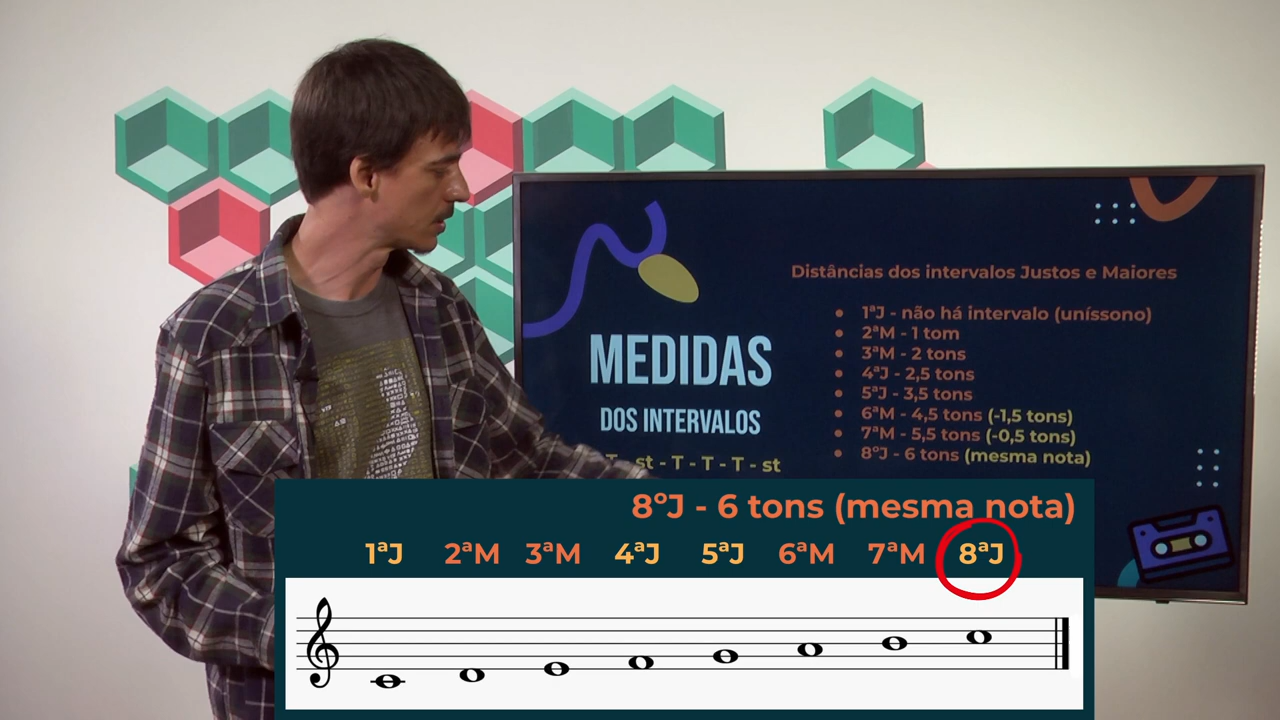 Distâncias dos intervalos Justos e Maiores
MEDIDAS
DOS INTERVALOS
T - st - T - T - T - st
1ªJ - não há intervalo (uníssono)
2ªM - 1 tom
3ªM - 2 tons
4ªJ - 2,5 tons
5ªJ - 3,5 tons
6ªM - 4,5 tons (-1,5 tons)
7ªM - 5,5 tons (-0,5 tons)
8ºJ - 6 tons (mesma nota)
8ºJ - 6 tons (mesma nota)
1ªJ 2ªM 3ªM 4ªJ 5ªJ 6ªM 7ªM 8ªJ